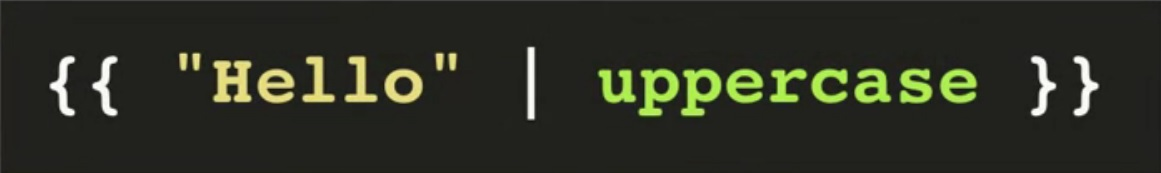 {{ "Hello" | uppercase }}